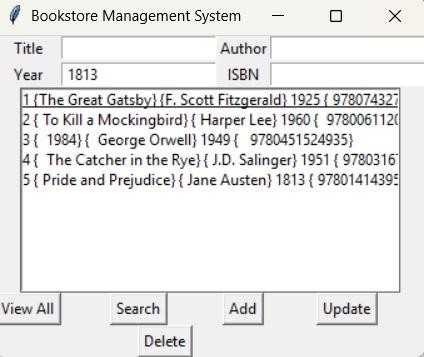 Bookstore Management System
Title Author
Year 1813 ISBN
1 {The Great Gatsby} {F. Scott Fitzgerald} 1925 { 978074327
2 { To Kill a Mockingbird} { Harper Lee} 1960 {  9780061120
3 {  1984} {  George Orwell} 1949 {   9780451524935}
4 {  The Catcher in the Rye} { J.D. Salinger} 1951 { 9780316
5 { Pride and Prejudice} { Jane Austen} 1813 { 97801414395
View All Search Add Update
Delete